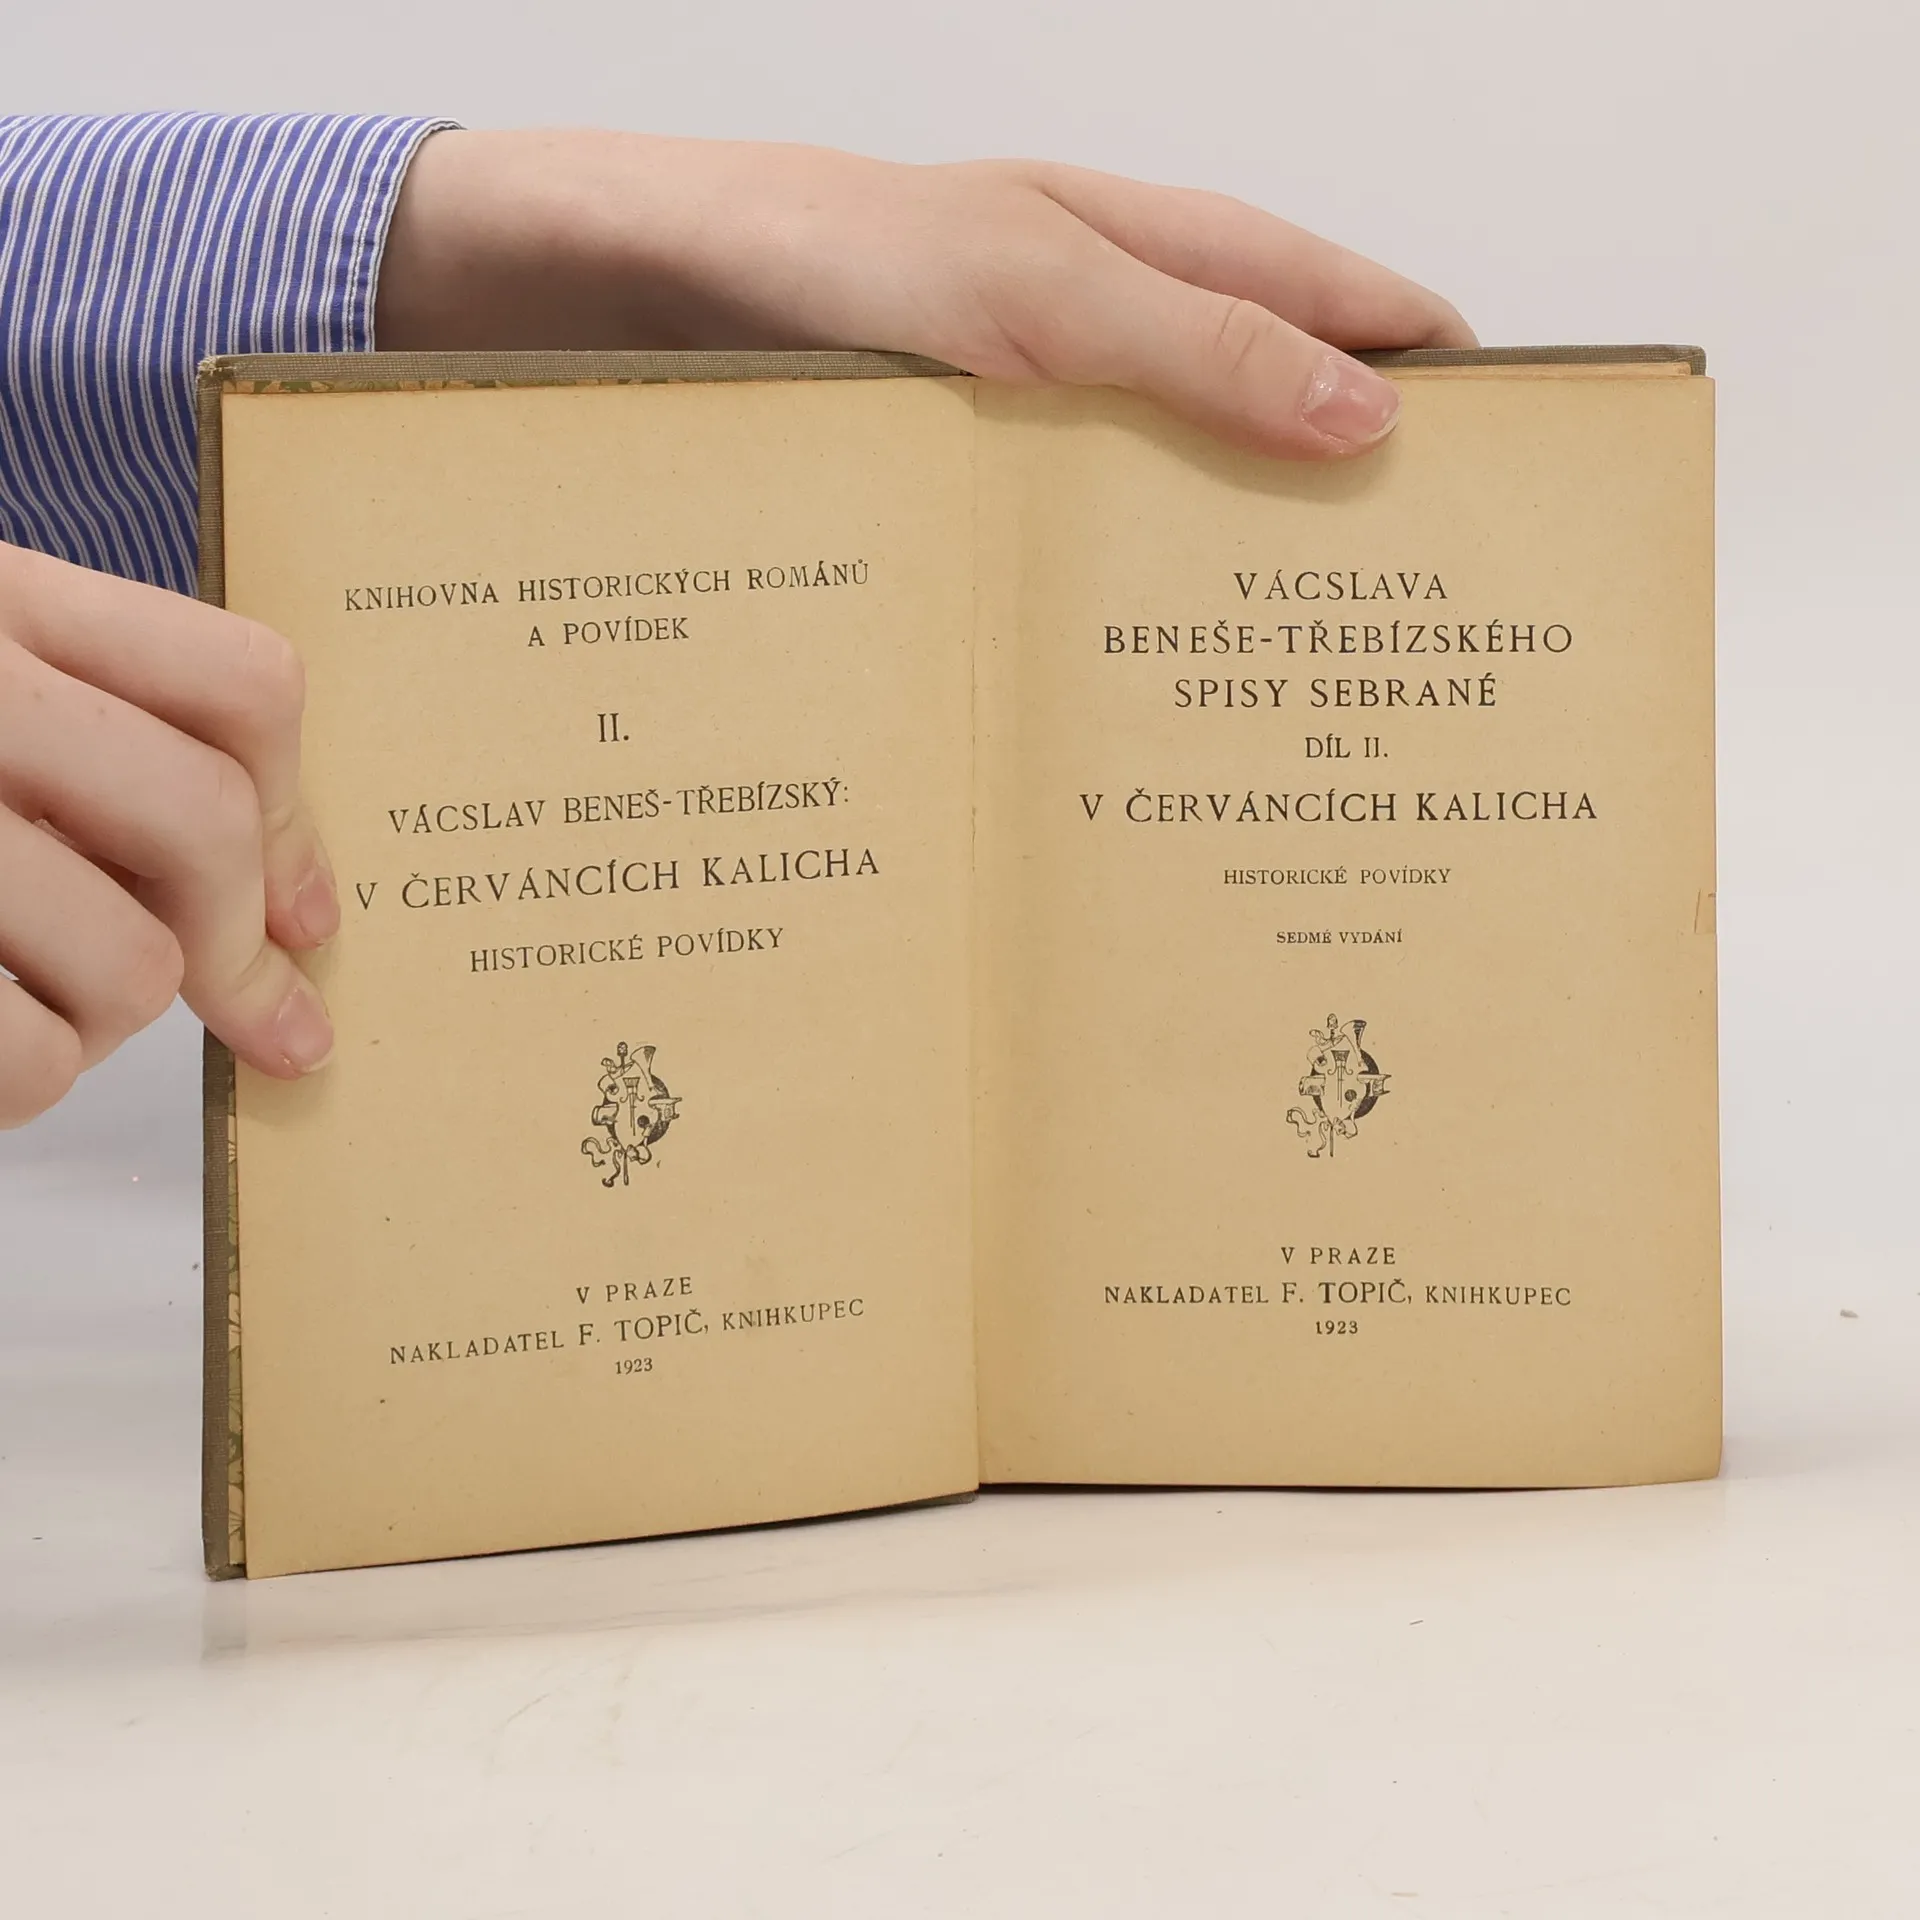 KNIHOVNA HISTORICKÝCH ROMÁNŮ
A POVÍDEK
II.
VÁCSLAV BENEŠ-TŘEBÍZSKÝ:
V ČERVÁNCÍCH KALICHA
HISTORICKÉ POVÍDKY
V PRAZE
NAKLADATEL F. TOPIČ, KNIHKUPEC
1923
VÁCSLAVA
BENEŠE-TŘEBÍZSKÉHO
SPISY SEBRANÉ
DÍL II.
V ČERVÁNCÍCH KALICHA
HISTORICKÉ POVÍDKY
SEDMÉ VYDÁNÍ
V PRAZE
NAKLADATEL F. TOPIČ, KNIHKUPEC
1923